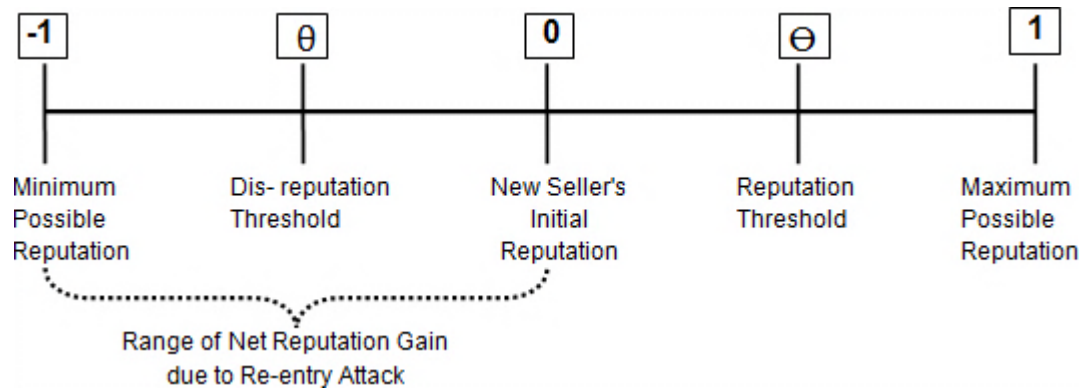 -1 θ 0 Ө 1
Minimum
Possible
Reputation
Dis- reputation
Threshold
New Seller's
Initial
Reputation
Reputation
Threshold
Maximum
Possible
Reputation
Range of Net Reputation Gain
due to Re-entry Attack